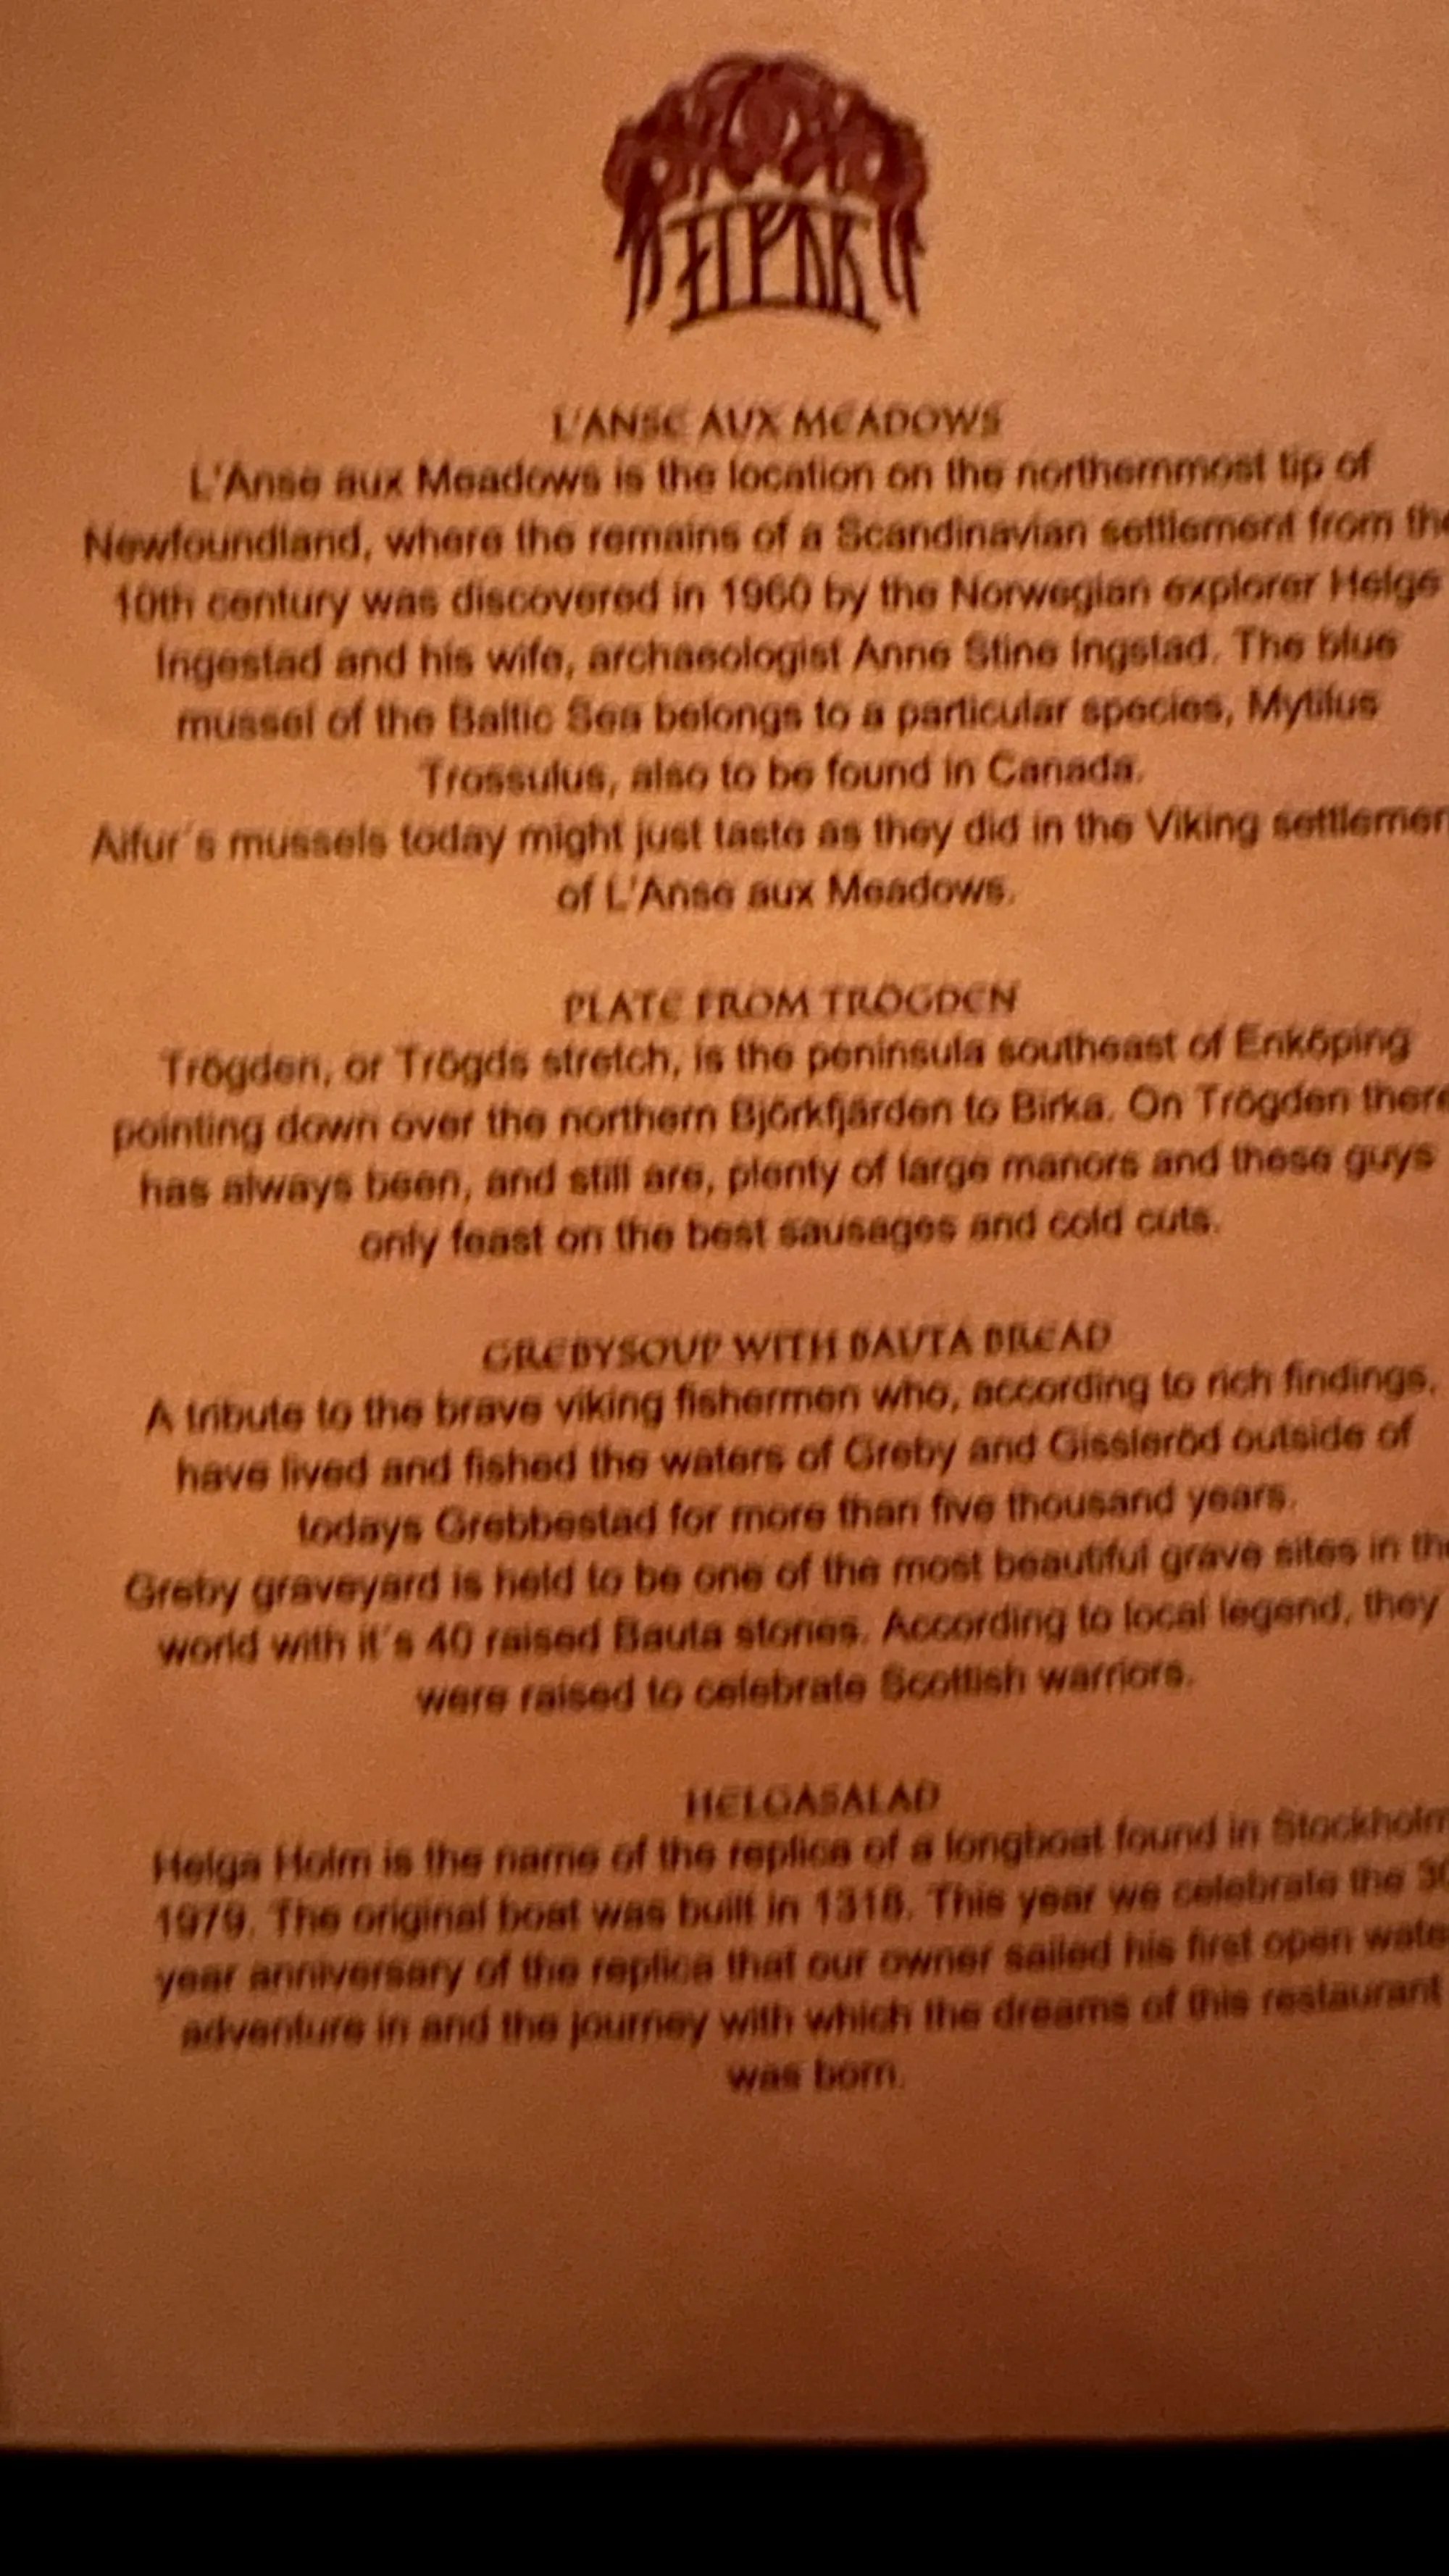 L'ANSE AUX MEADOWS
L'Anse aux Meadows is the location on the northernmost tip of
Newfoundland, where the remains of a Scandinavian settlement from the
10th century was discovered in 1960 by the Norwegian explorer Helge
Ingestad and his wife, archaeologist Anne Stine Ingstad. The blue
mussel of the Baltic Sea belongs to a particular species, Mytilus
Trossulus, also to be found in Canada.
Aifur´s mussels today might just taste as they did in the Viking
of L'Anse aux Meadows.
PLATE FROM TRÖGDEN
Trögden, or Trögds stretch, is the peninsula southeast of Enköping
pointing down over the northern Björkfjärden to Birka. On Trögden there
has always been, and still are, plenty of large manors and these guys
only feast on the best sausages and cold cuts.
GREBYSOUP WITH BAUTA BREAD
A tribute to the brave viking fishermen who, according to rich findings,
have lived and fished the waters of Greby and Gissleröd outside of
todays Grebbestad for more than five thousand years.
Greby graveyard is held to be one of the most beautiful grave sites in the
world with it´s 40 raised Bauta stones. According to local legend, they
were raised to celebrate Scottish warriors.
HELGASALAD
Helga Holm is the name of the replica of a longboat found in Stockholm
1979. The original boat was built in 1318. This year we celebrate the
year anniversary of the replica that our owner sailed his first open
adventure in and the journey with which the dreams of this restaurant
was born.